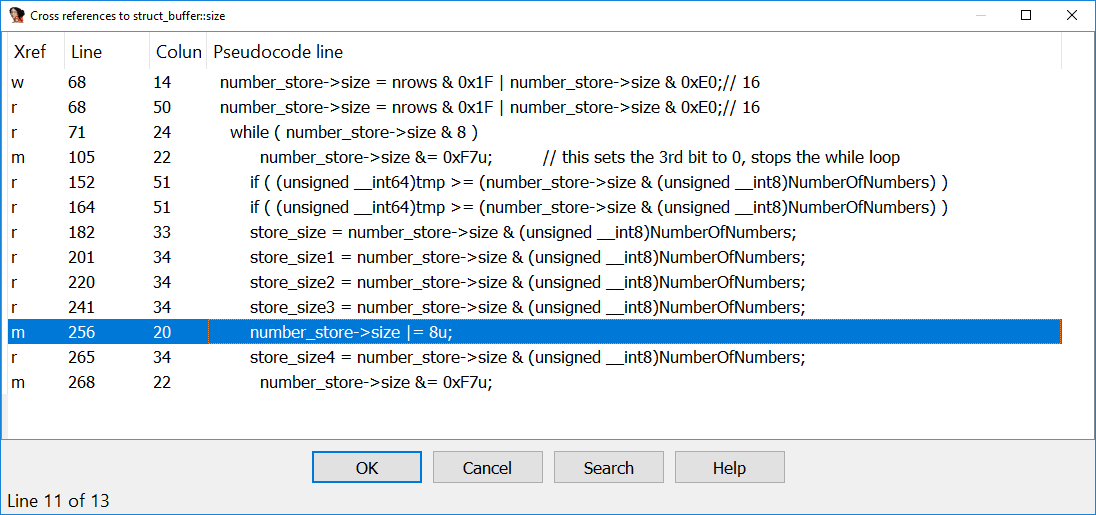 Cross references to struct_buffer::size
Xref Line Colun Pseudocode line
w 68 14 number_store->size = nrows & 0x1F | number_store->size & 0xE0;// 16
r 68 50 number_store->size = nrows & 0x1F | number_store->size & 0xE0;// 16
r 71 24 while ( number_store->size & 8 )
m 105 22 number_store->size &= 0xF7u; // this sets the 3rd bit to 0, stops the while loop
r 152 51 if ( (unsigned __int64)tmp >= (number_store->size & (unsigned __int8)NumberOfNumbers) )
r 164 51 if ( (unsigned __int64)tmp >= (number_store->size & (unsigned __int8)NumberOfNumbers) )
r 182 33 store_size = number_store->size & (unsigned __int8)NumberOfNumbers;
r 201 34 store_size1 = number_store->size & (unsigned __int8)NumberOfNumbers;
r 220 34 store_size2 = number_store->size & (unsigned __int8)NumberOfNumbers;
r 241 34 store_size3 = number_store->size & (unsigned __int8)NumberOfNumbers;
m 256 20 number_store->size |= 8u;
r 265 34 store_size4 = number_store->size & (unsigned __int8)NumberOfNumbers;
m 268 22 number_store->size &= 0xF7u;
OK Cancel Search Help
Line 11 of 13